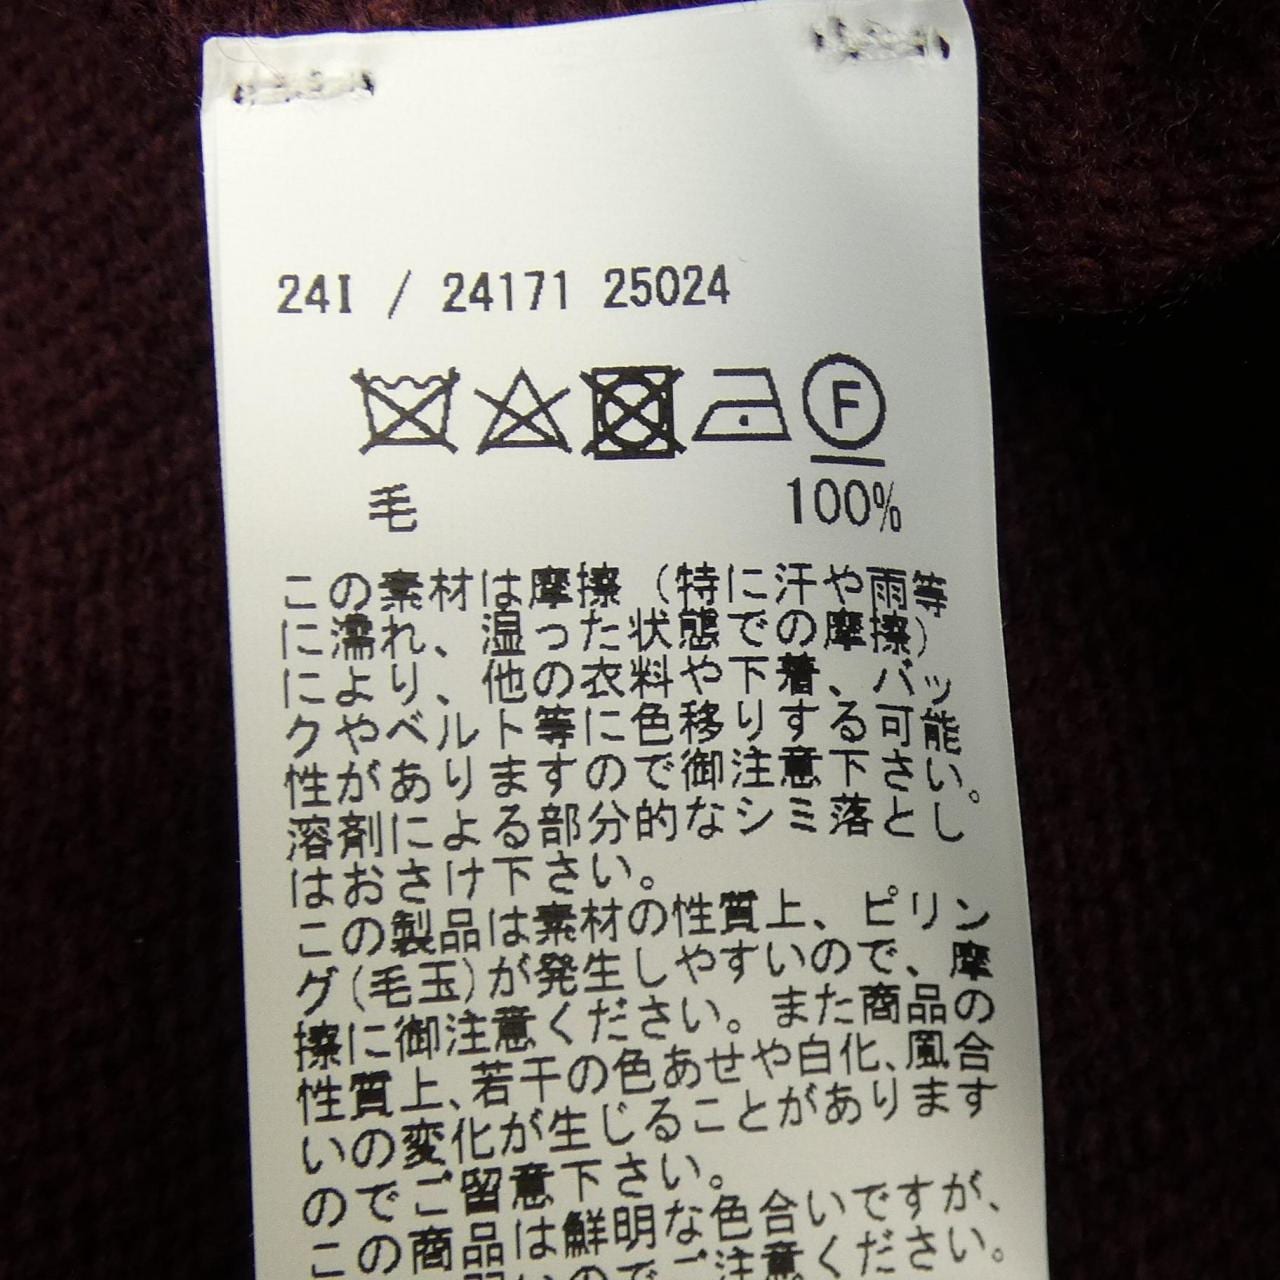 24I / 24171 25024
F
毛 100%
この素材は摩擦（特に汗や雨等
に濡れ、湿った状態での摩擦）
により、他の衣料や下着、バッ
クやベルト等に色移りする可能
性がありますので御注意下さい。
溶剤による部分的なシミ落とし
はおさけ下さい。
この製品は素材の性質上、ピリン
グ(毛玉)が発生しやすいので、摩
擦に御注意ください。また商品の
性質上、若干の色あせや白化、風合
いの変化が生じることがあります
のでご留意下さい。
この商品は鮮明な色合いですが、
のでご注意ください。